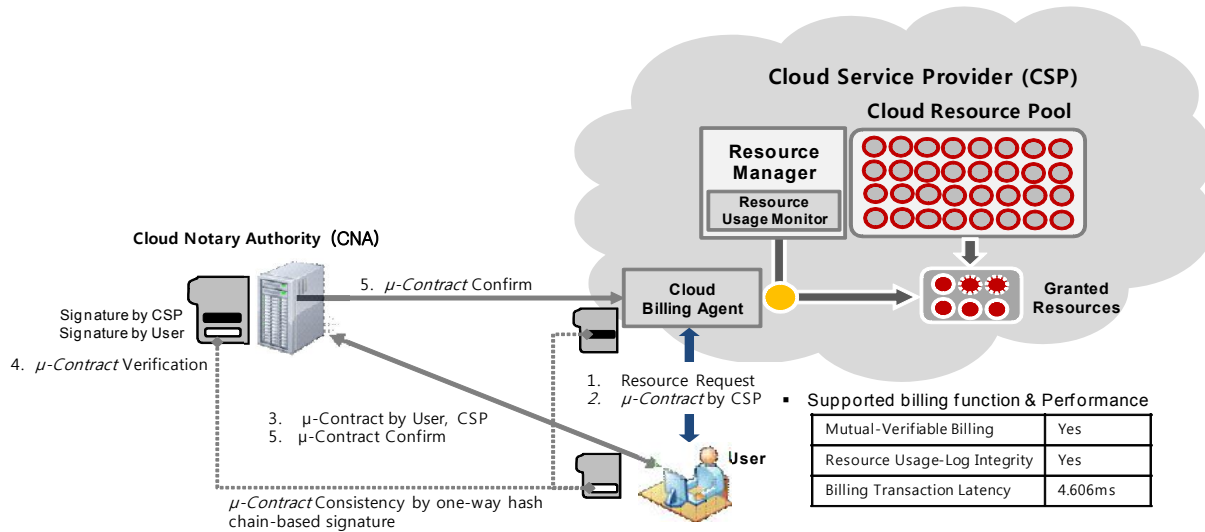 Cloud Service Provider (CSP)
Cloud Resource Pool
Resource
Manager
Resource
Usage Monitor
Cloud Notary Authority (CNA)
5. μ-Contract Confirm
Cloud
Billing Agent
Granted
Resources
Signature by CSP
Signature by User
4. μ-Contract Verification
1. Resource Request
2. μ-Contract by CSP
3. μ-Contract by User, CSP
5. μ-Contract Confirm
User
μ-Contract Consistency by one-way hash
chain-based signature
▪ Supported billing function & Performance
Mutual-Verifiable Billing Yes
Resource Usage-Log Integrity Yes
Billing Transaction Latency 4.606ms